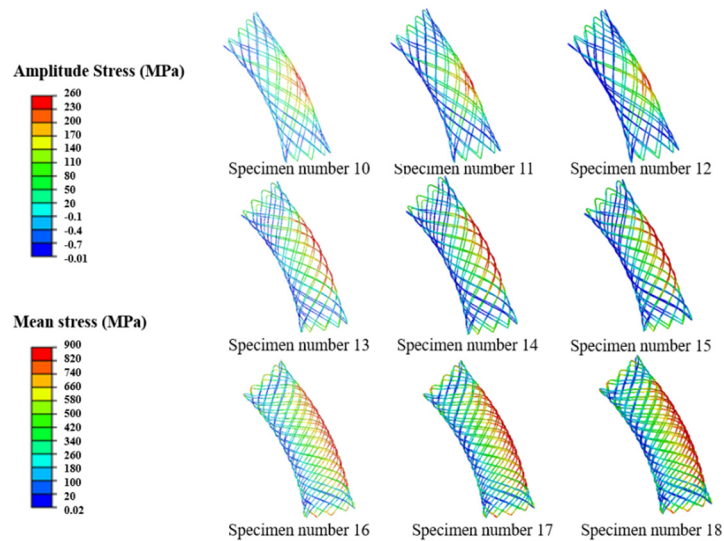 Amplitude Stress (MPa)
260
230
200
170
140
110
80
50
20
-0.1
-0.4
-0.7
-0.01
Specimen number 10
Specimen number 11
Specimen number 12
Mean stress (MPa)
900
820
740
660
580
500
420
340
260
180
100
20
0.02
Specimen number 13
Specimen number 14
Specimen number 15
Specimen number 16
Specimen number 17
Specimen number 18